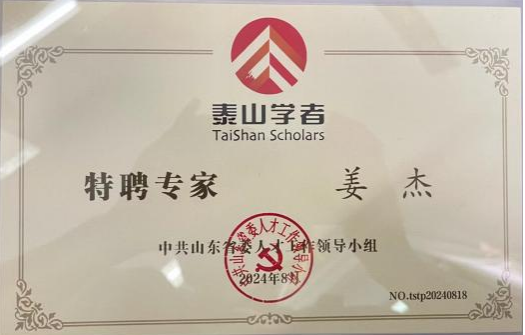 泰山学者
TaiShan Scholars
特聘专家 姜杰
中共山东省委人才工作领导小组
2024年8月
NO.tstp20240818